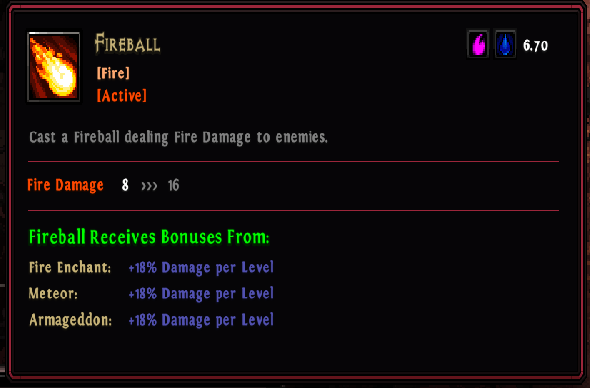 Fireball
6.70
[Fire]
[Active]
Cast a Fireball dealing Fire Damage to enemies.
Fire Damage 8 >>> 16
Fireball Receives Bonuses From:
Fire Enchant: +18% Damage per Level
Meteor: +18% Damage per Level
Armageddon: +18% Damage per Level